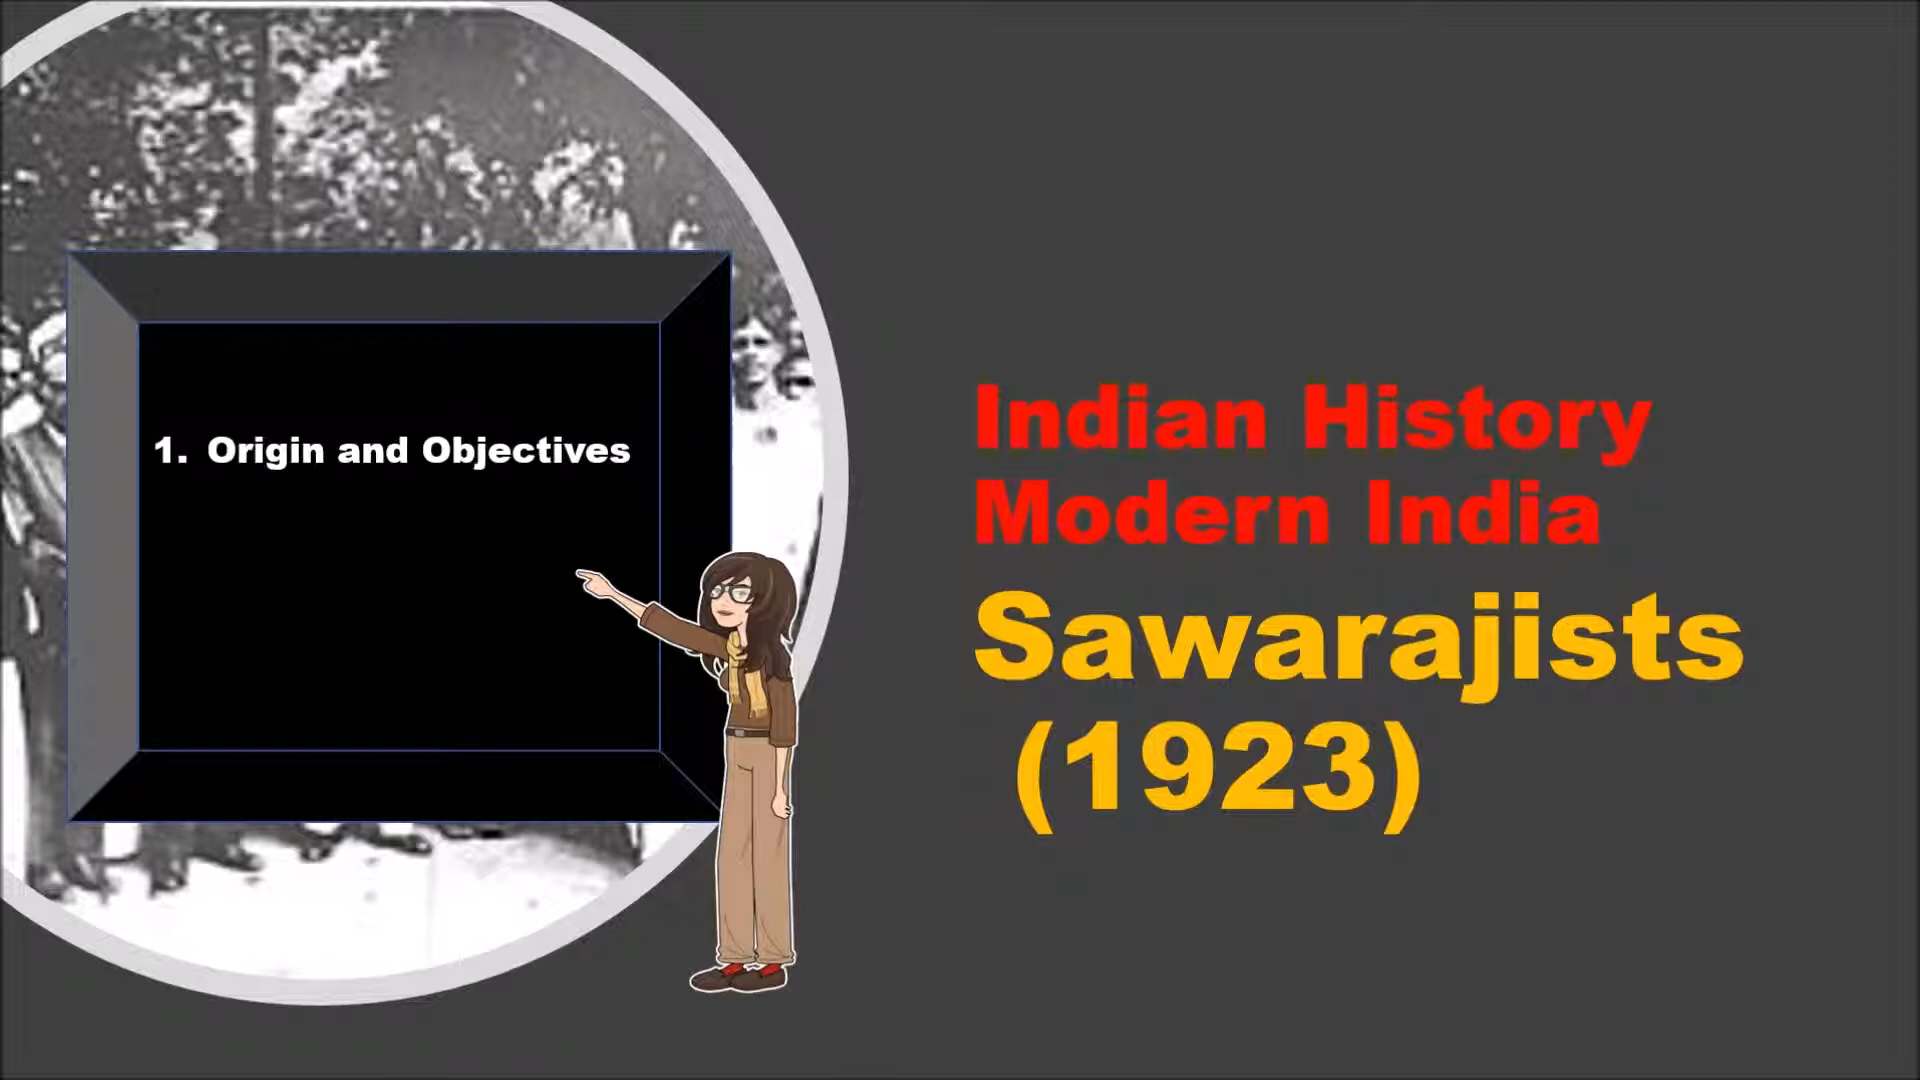 1. Origin and Objectives
Indian History
Modern India
Sawarajists
(1923)